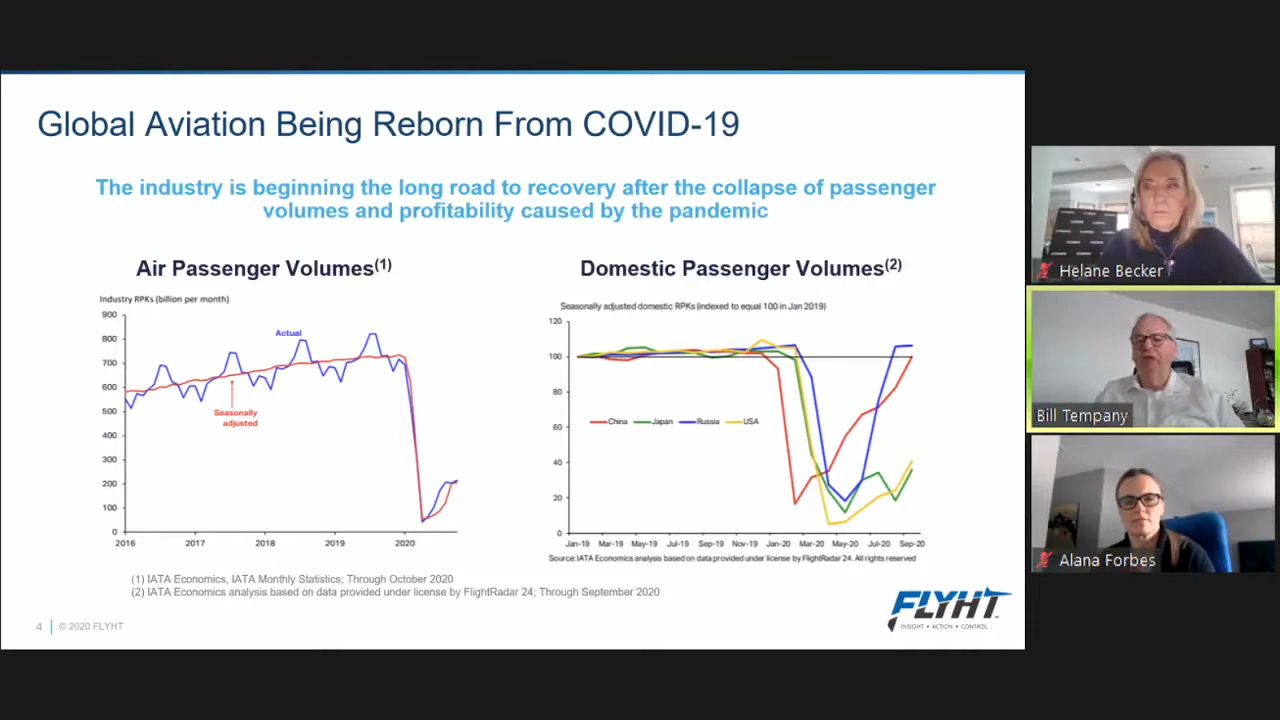 Global Aviation Being Reborn From COVID-19
The industry is beginning the long road to recovery after the collapse of passenger
volumes and profitability caused by the pandemic
Air Passenger Volumes(1)
Industry RPKs (billion per month)
900
800
700
600
500
400
300
200
100
0
Actual
Seasonally
adjusted
2016 2017 2018 2019 2020
Domestic Passenger Volumes(2)
Seasonally adjusted domestic RPKs (indexed to equal 100 in Jan 2019)
120
100
80
60
40
20
0
China Japan Russia USA
Jan-19 Mar-19 May-19 Jul-19 Sep-19 Nov-19 Jan-20 Mar-20 May-20 Jul-20 Sep-20
Source: IATA Economics analysis based on data provided under license by FlightRadar 24. All rights reserved
(1) IATA Economics, IATA Monthly Statistics; Through October 2020
(2) IATA Economics analysis based on data provided under license by FlightRadar 24; Through September 2020
4 © 2020 FLYHT
FLYHT™
INSIGHT • ACTION • CONTROL
Helane Becker
Bill Tempany
Alana Forbes